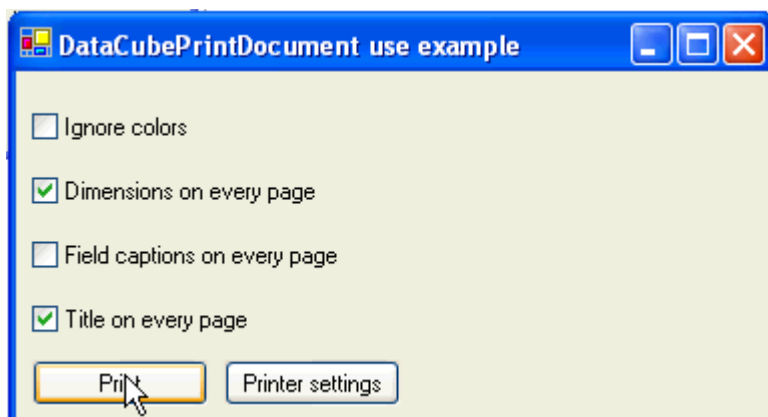 DataCubePrintDocument use example
Ignore colors
Dimensions on every page
Field captions on every page
Title on every page
Print Printer settings